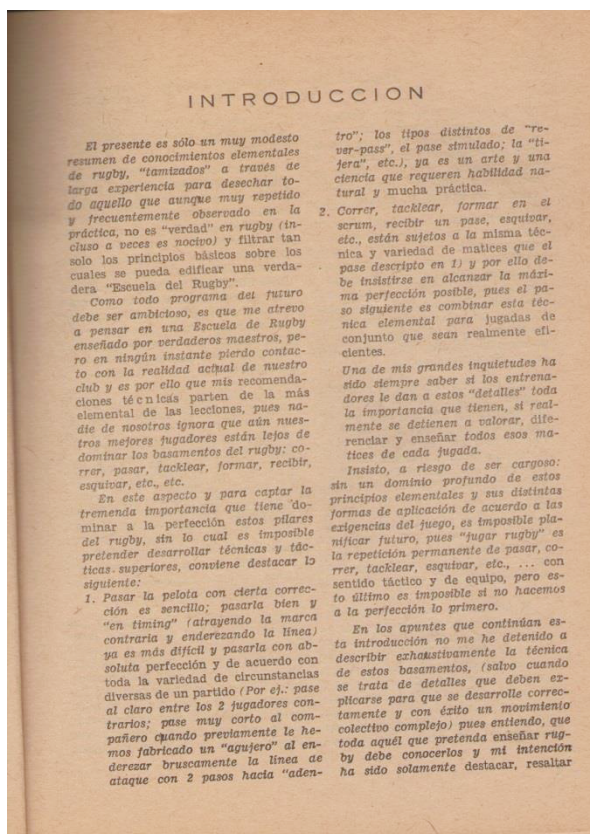 INTRODUCCION
El presente es sólo un muy modesto
resumen de conocimientos elementales
de rugby, "tamizados" a través de
larga experiencia para desechar to-
do aquello que aunque muy repetido
y frecuentemente observado en la
práctica, no es "verdad" en rugby (in-
cluso a veces es nocivo) y filtrar tan
solo los principios básicos sobre los
cuales se pueda edificar una verda-
dera "Escuela del Rugby".
Como todo programa del futuro
debe ser ambicioso, es que me atrevo
a pensar en una Escuela de Rugby
enseñado por verdaderos maestros, pe-
ro en ningún instante pierdo contac-
to con la realidad actual de nuestro
club y es por ello que mis recomenda-
ciones técnicas parten de la más
elemental de las lecciones, pues na-
die de nosotros ignora que aún nues-
tros mejores jugadores están lejos de
dominar los basamentos del rugby: co-
rrer, pasar, tacklear, formar, recibir,
esquivar, etc., etc.
En este aspecto y para captar la
tremenda importancia que tiene do-
minar a la perfección estos pilares
del rugby, sin lo cual es imposible
pretender desarrollar técnicas y tác-
ticas superiores, conviene destacar lo
siguiente:
1. Pasar la pelota con cierta correc-
ción es sencillo; pasarla bien y
"en timing" (atrayendo la marca
contraria y enderezando la línea)
ya es más difícil y pasarla con ab-
soluta perfección y de acuerdo con
toda la variedad de circunstancias
diversas de un partido (Por ej.: pase
al claro entre los 2 jugadores con-
trarios; pase muy corto al com-
pañero cuando previamente le he-
mos fabricado un "agujero" al en-
derezar bruscamente la línea de
ataque con 2 pasos hacia "aden-
tro"; los tipos distintos de "re-
ver-pass", el pase simulado; la "ti-
jera", etc.), ya es un arte y una
ciencia que requeren habilidad na-
tural y mucha práctica.
2. Correr, tacklear, formar en el
scrum, recibir un pase, esquivar,
etc., están sujetos a la misma téc-
nica y variedad de matices que el
pase descripto en 1) y por ello de-
be insistirse en alcanzar la máxi-
ma perfección posible, pues el pa-
so siguiente es combinar esta téc-
nica elemental para jugadas de
conjunto que sean realmente efi-
cientes.
Una de mis grandes inquietudes ha
sido siempre saber si los entrena-
dores le dan a estos "detalles" toda
la importancia que tienen, si real-
mente se detienen a valorar, dife-
renciar y enseñar todos esos ma-
tices de cada jugada.
Insisto, a riesgo de ser cargoso:
sin un dominio profundo de estos
principios elementales y sus distintas
formas de aplicación de acuerdo a las
exigencias del juego, es imposible pla-
nificar futuro, pues "jugar rugby" es
la repetición permanente de pasar, co-
rrer, tacklear, esquivar, etc., ... con
sentido táctico y de equipo, pero es-
to último es imposible si no hacemos
a la perfección lo primero.
En los apuntes que continúan es-
ta introducción no me he detenido a
describir exhaustivamente la técnica
de estos basamentos, (salvo cuando
se trata de detalles que deben ex-
plicarse para que se desarrolle correc-
tamente y con éxito un movimiento
colectivo complejo) pues entiendo, que
toda aquél que pretenda enseñar rug-
by debe conocerlos y mi intención
ha sido solamente destacar, resaltar